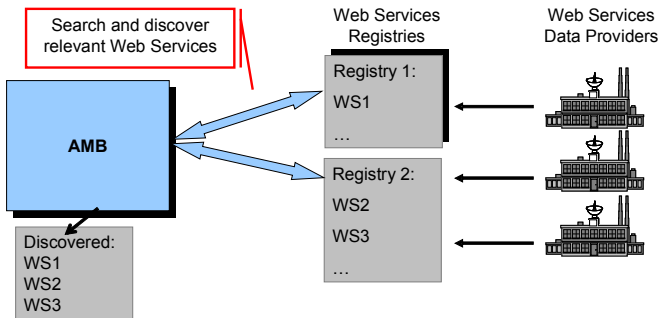 Search and discover
relevant Web Services
Web Services
Registries
Web Services
Data Providers
AMB
Registry 1:
WS1
…
Registry 2:
WS2
WS3
…
Discovered:
WS1
WS2
WS3